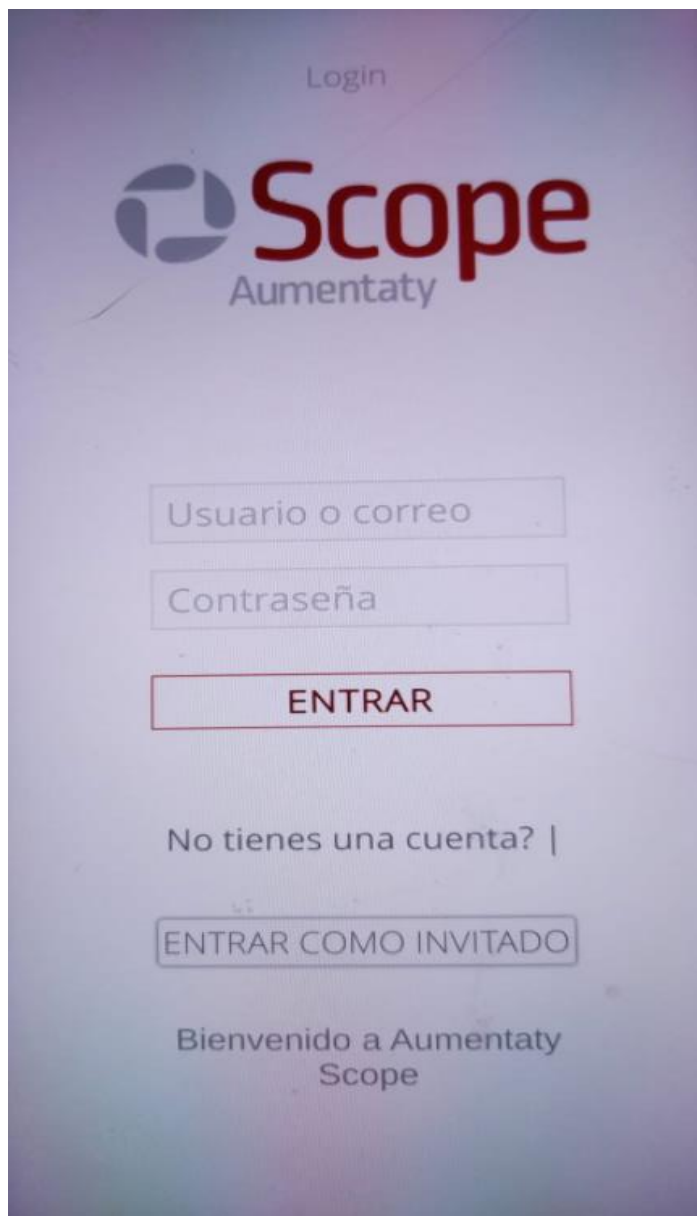 Login
Scope
Aumentaty
Usuario o correo
Contraseña
ENTRAR
No tienes una cuenta? |
ENTRAR COMO INVITADO
Bienvenido a Aumentaty
Scope